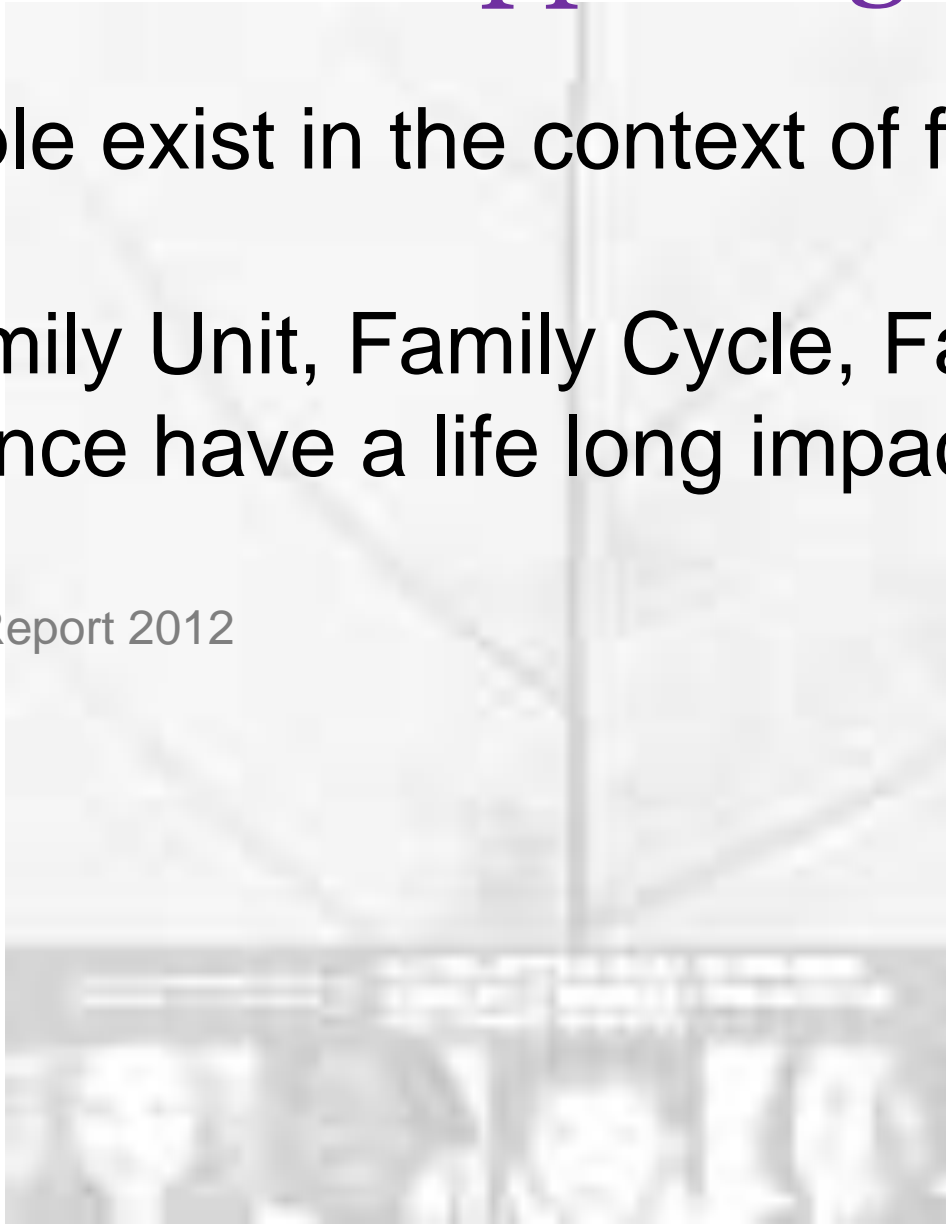 ple exist in the context of f
mily Unit, Family Cycle, Fa
nce have a life long impac
Report 2012